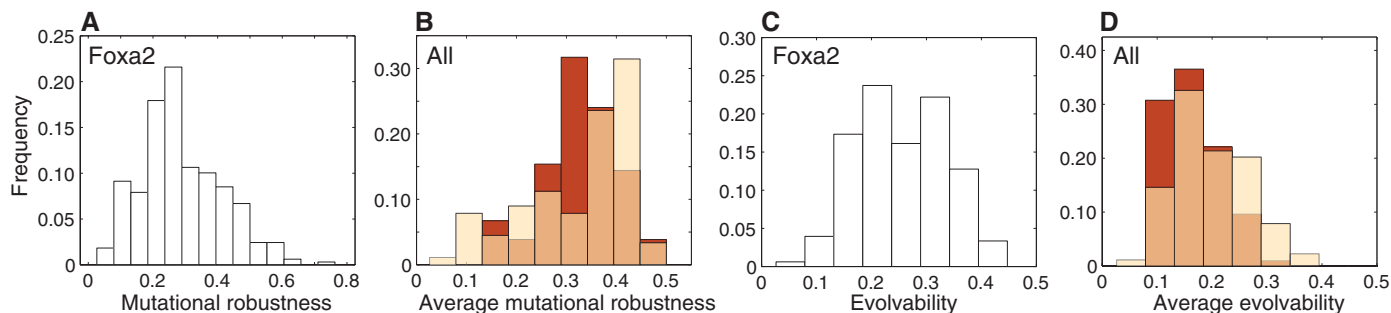 A
Foxa2
Frequency
0.25
0.20
0.15
0.10
0.05
0
0 0.2 0.4 0.6 0.8
Mutational robustness
B
All
0.30
0.20
0.10
0.00
0 0.1 0.2 0.3 0.4 0.5
Average mutational robustness
C
Foxa2
0.30
0.25
0.20
0.15
0.10
0.05
0
0 0.1 0.2 0.3 0.4 0.5
Evolvability
D
All
0.40
0.30
0.20
0.10
0.00
0 0.1 0.2 0.3 0.4 0.5
Average evolvability